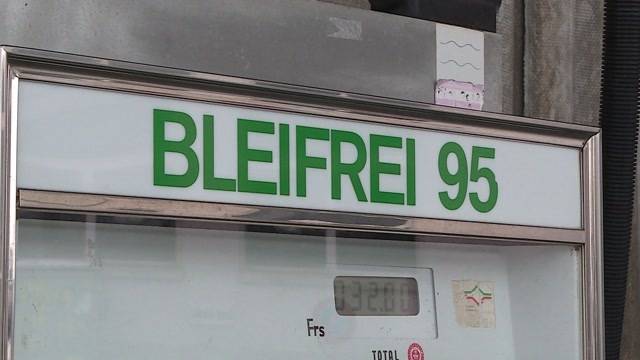 BLEIFREI 95
032.00
Frs
TOTAL